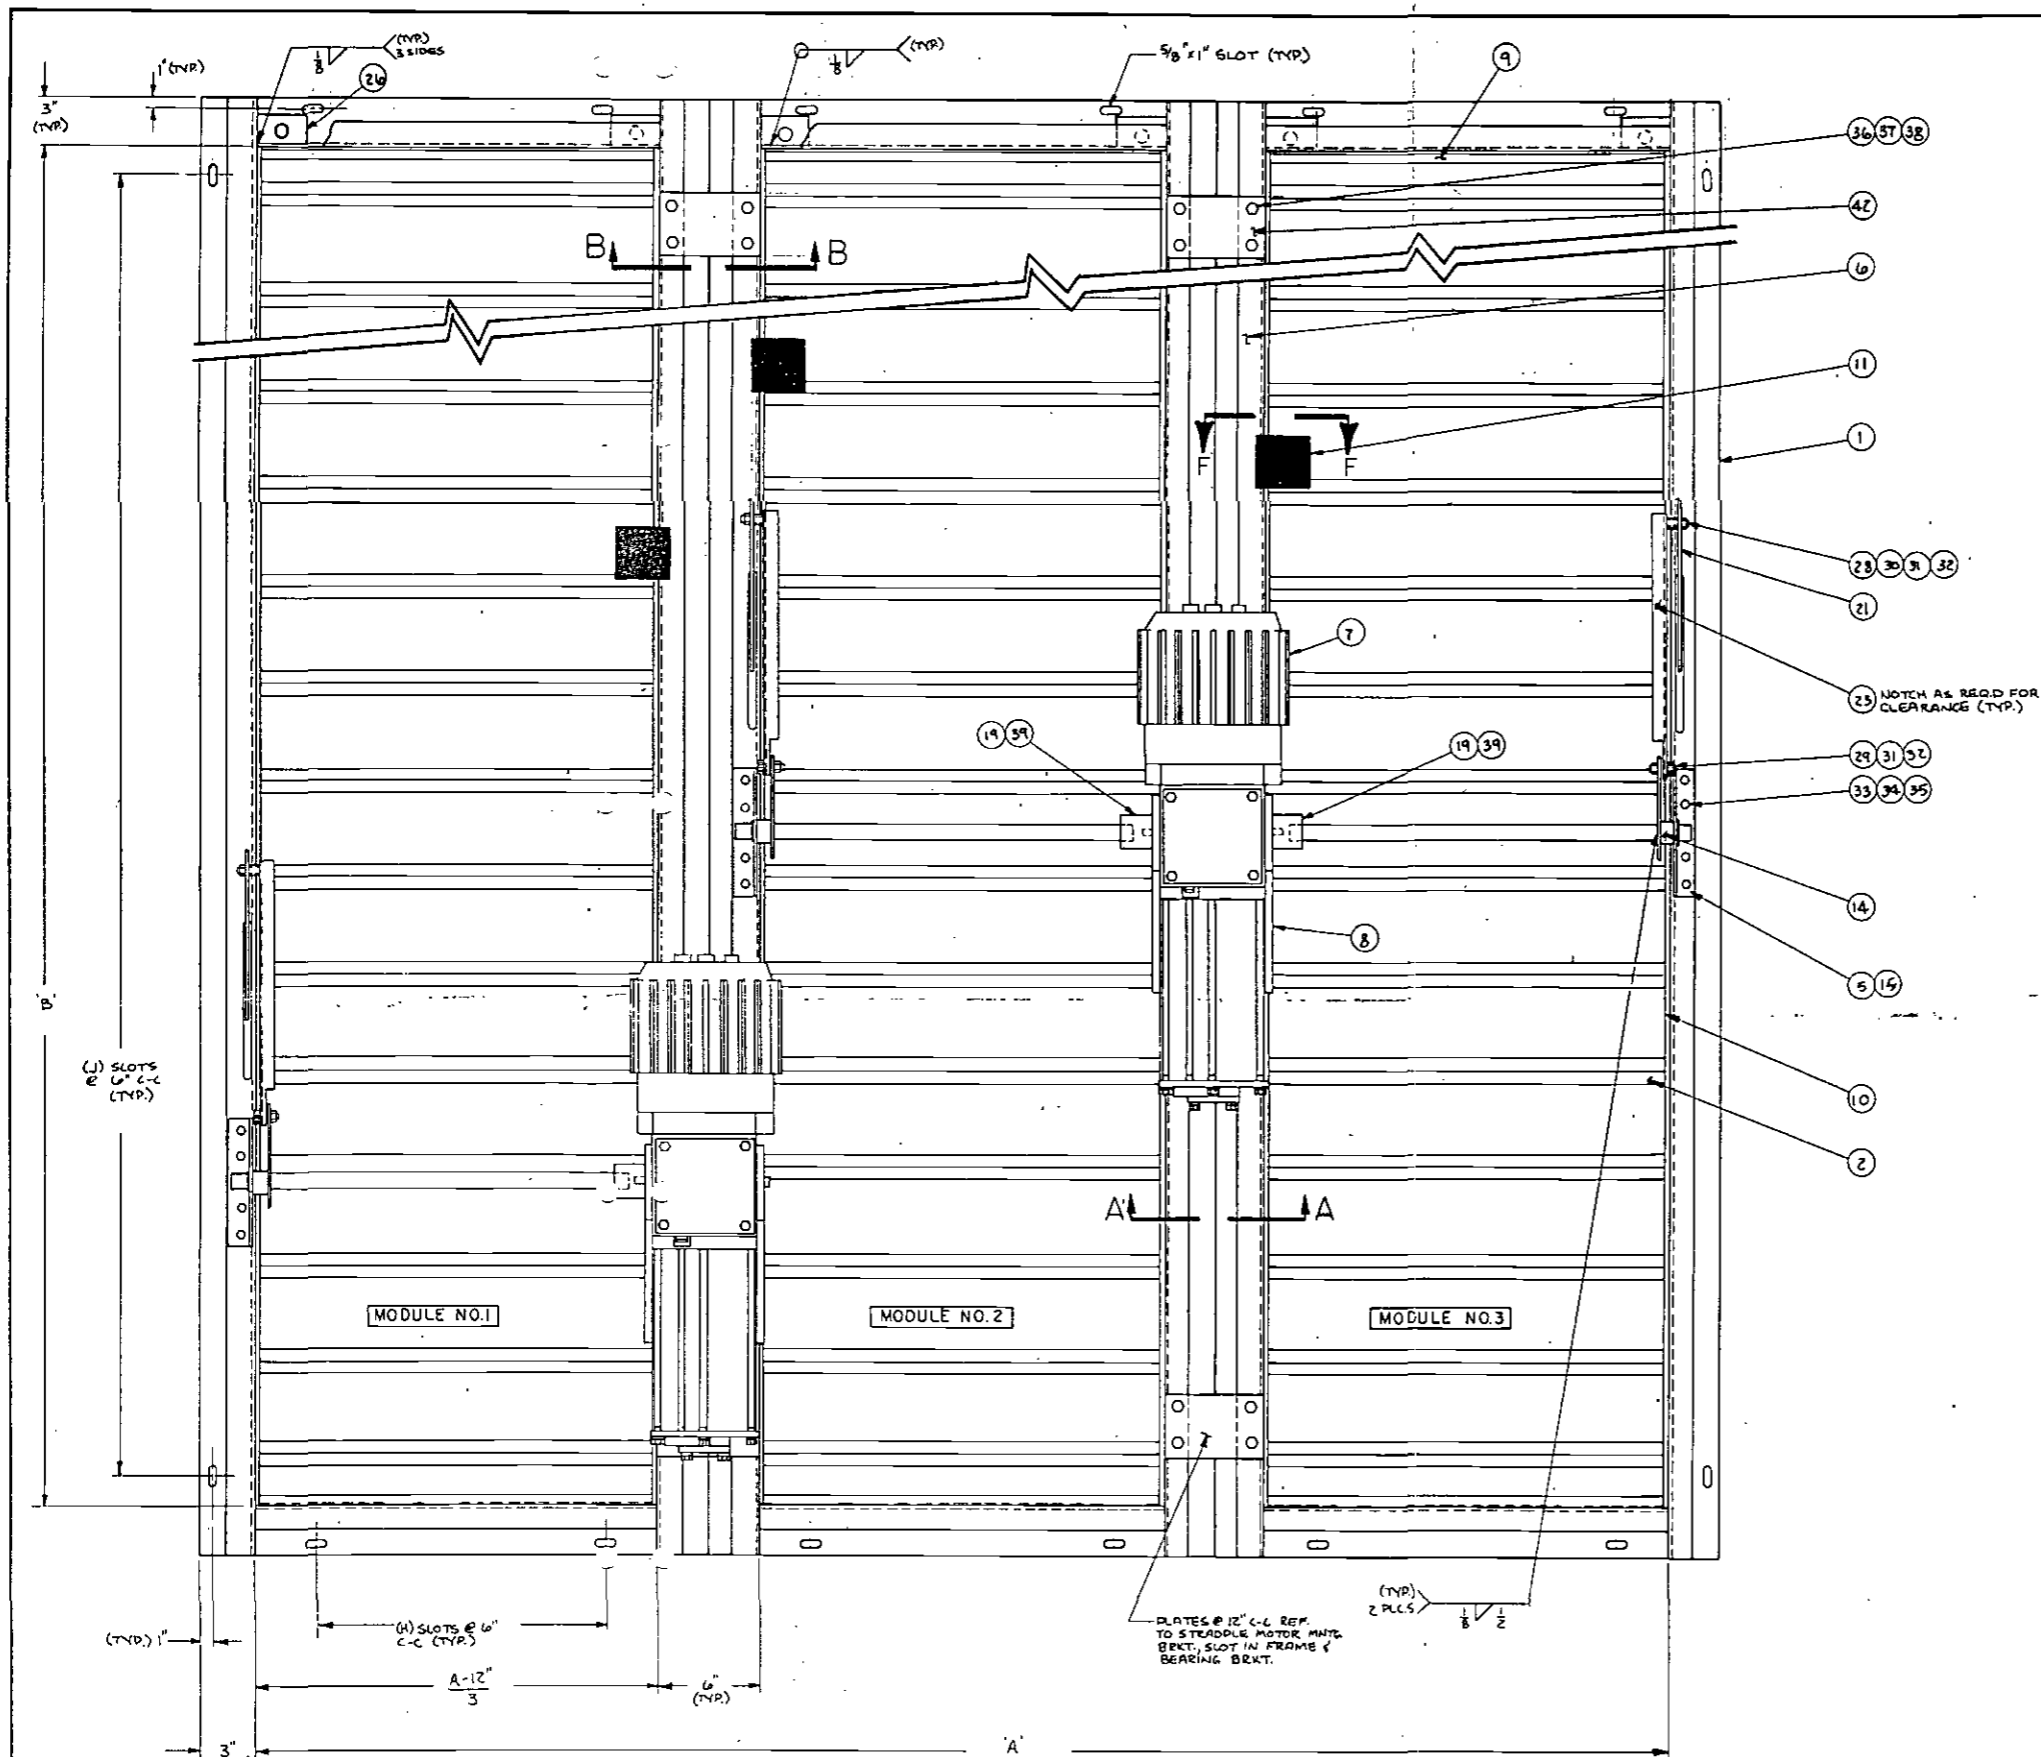 (TYP.)
3 SIDES
1/8
(TYP.)
1/8
5/8"x1" SLOT (TYP.)
9
1"(TYP.)
26
3"
(TYP.)
36 37 38
42
B B
6
11
1
F F
28 30 31 32
21
7
23 NOTCH AS REQ.D FOR
CLEARANCE (TYP.)
19 39
19 39
29 31 32
33 34 35
14
8
5 15
'B'
(J) SLOTS
@ 6" C-C
(TYP.)
10
2
A A
MODULE NO.1
MODULE NO.2
MODULE NO.3
(TYP.)
2 PLCS
1/8 1/2
PLATES @ 12" C-C REF.
TO STRADDLE MOTOR MNTG
BRKT., SLOT IN FRAME &
BEARING BRKT.
(TYP.) 1"
(H) SLOTS @ 6"
C-C (TYP.)
A-12"
3
6"
(TYP.)
3"
'A'